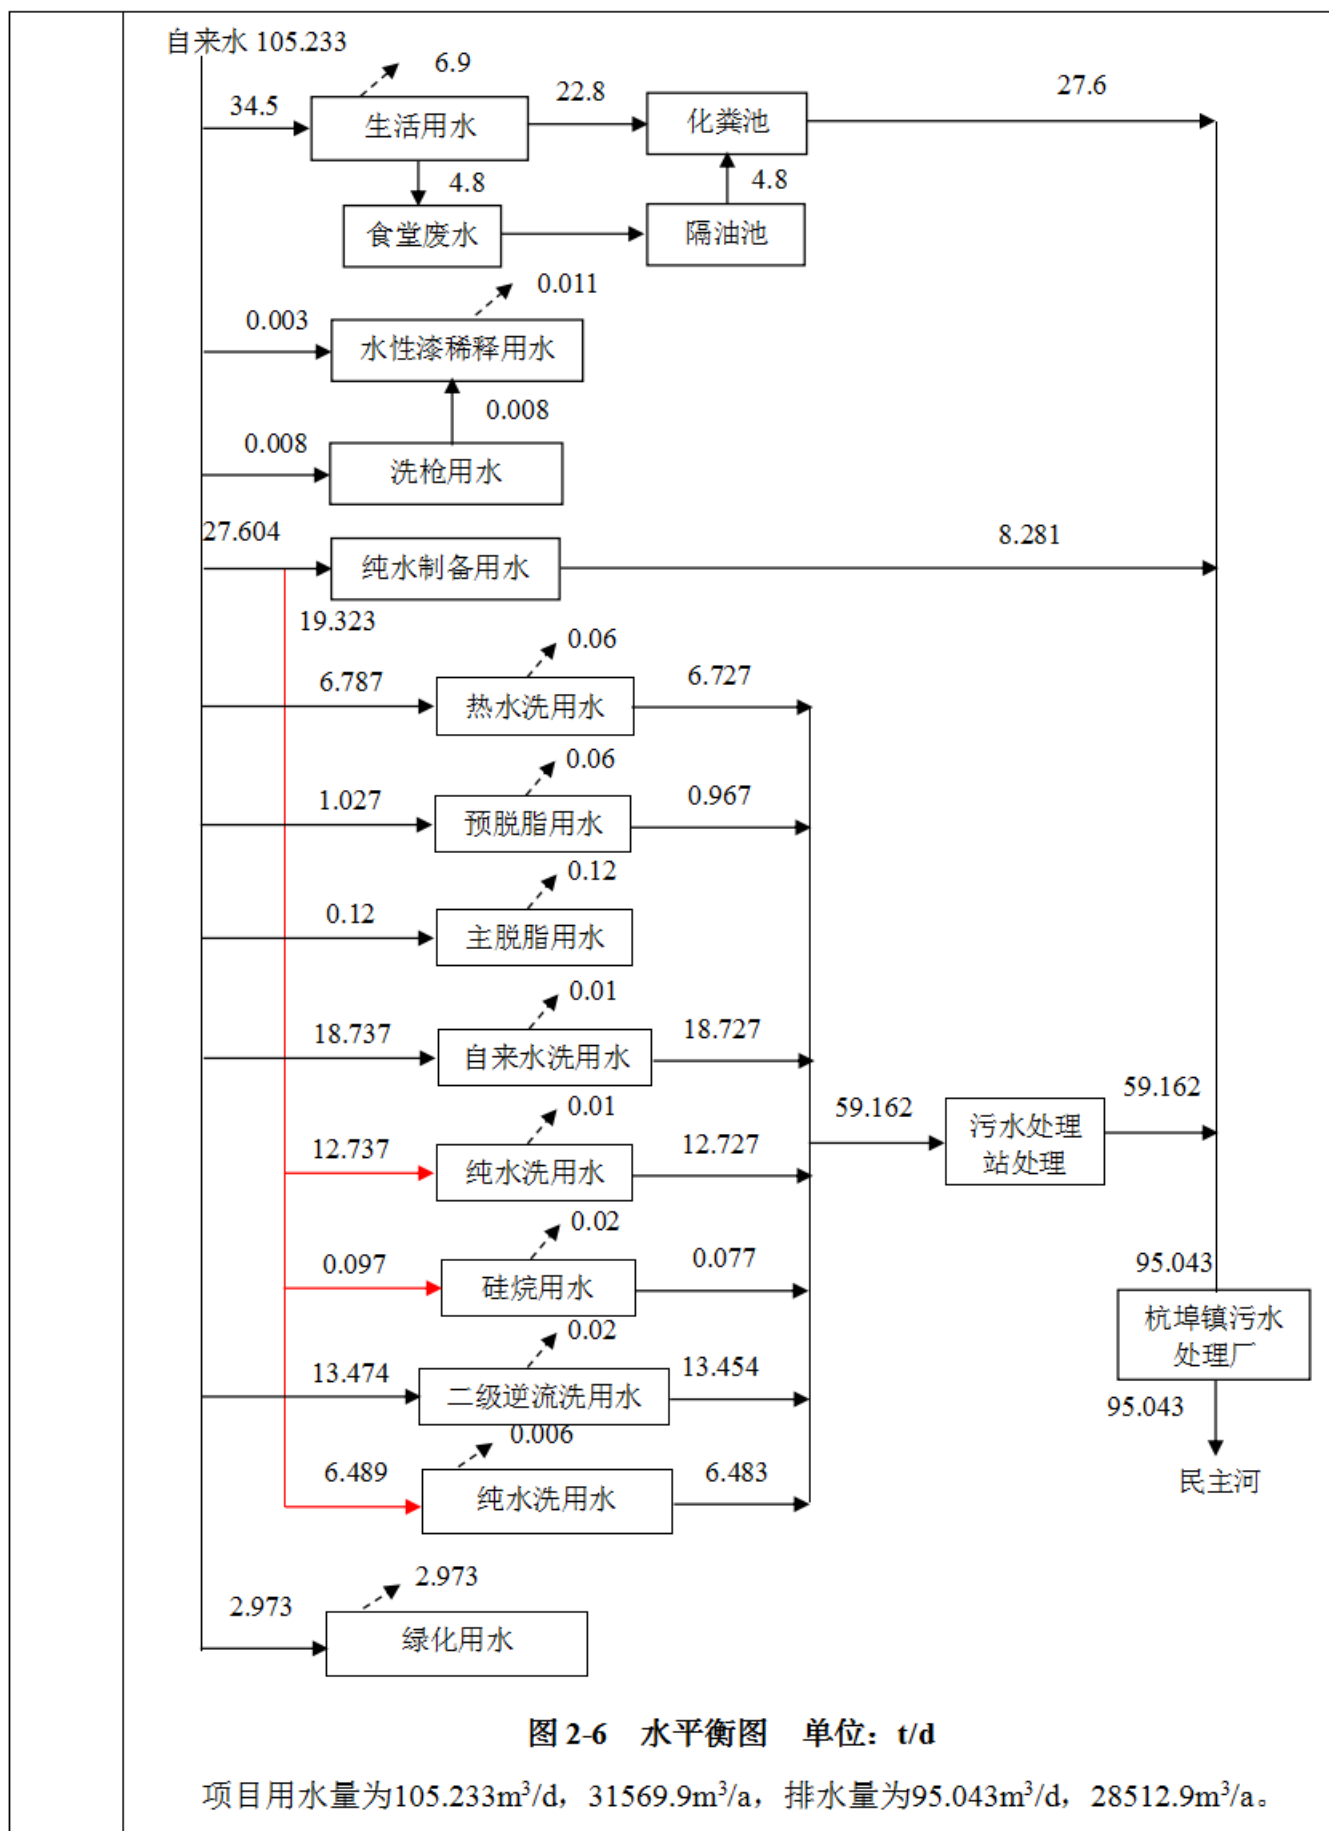 自来水 105.233
6.9
34.5
生活用水
22.8
化粪池
27.6
4.8
4.8
食堂废水
隔油池
0.011
0.003
水性漆稀释用水
0.008
0.008
洗枪用水
27.604
纯水制备用水
8.281
19.323
0.06
6.787
热水洗用水
6.727
0.06
1.027
预脱脂用水
0.967
0.12
0.12
主脱脂用水
0.01
18.737
自来水洗用水
18.727
0.01
12.737
纯水洗用水
12.727
59.162
污水处理
站处理
59.162
0.02
0.097
硅烷用水
0.077
95.043
杭埠镇污水
处理厂
0.02
13.474
二级逆流洗用水
13.454
95.043
0.006
6.489
纯水洗用水
6.483
民主河
2.973
2.973
绿化用水
图 2-6 水平衡图 单位：t/d
项目用水量为105.233m³/d，31569.9m³/a，排水量为95.043m³/d，28512.9m³/a。